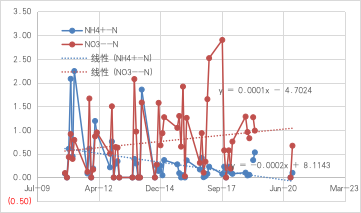 3.50
3.00
2.50
2.00
1.50
1.00
0.50
0.00
(0.50)
NH4+-N
NO3--N
线性 (NH4+-N)
线性 (NO3--N)
y = 0.0001x - 4.7024
y = -0.0002x + 8.1143
Jul-09 Apr-12 Dec-14 Sep-17 Jun-20 Mar-23